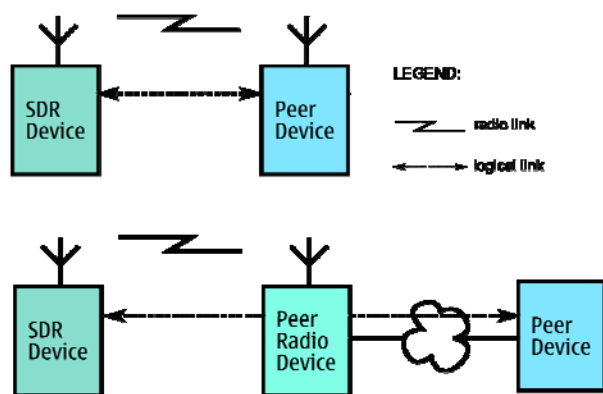 SDR
Device
Peer
Device
LEGEND:
radio link
logical link
SDR
Device
Peer
Radio
Device
Peer
Device